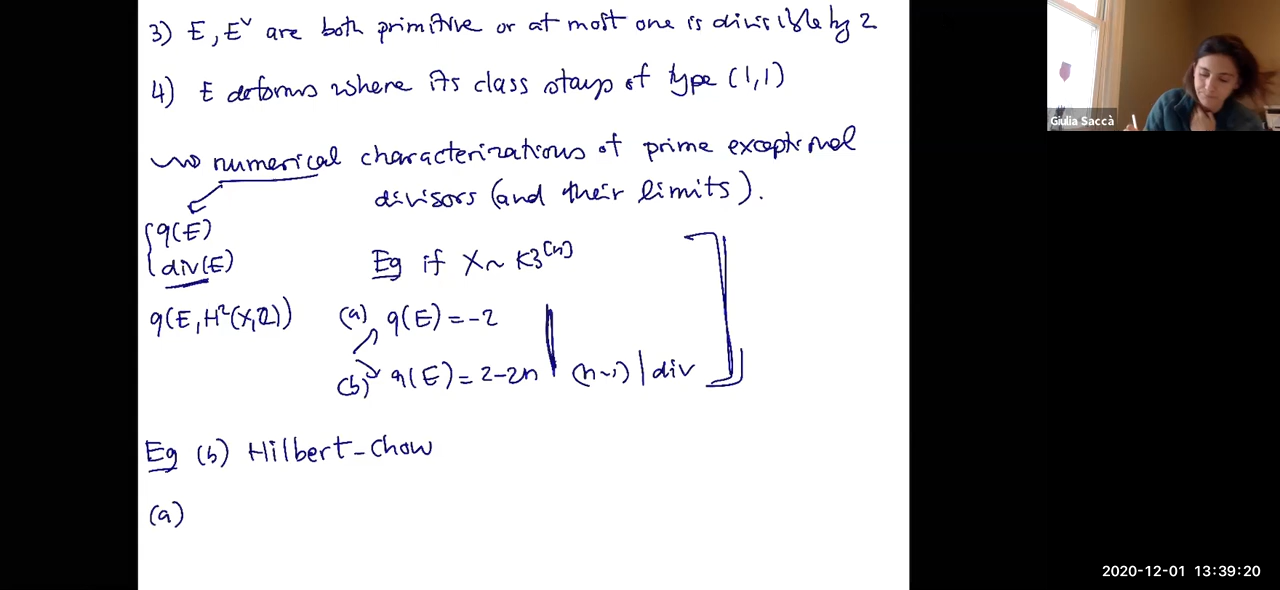 3) E, E^∨ are both primitive or at most one is divisible by 2
4) E deforms where its class stays of type (1,1)
Giulia Saccà
⇝ numerical characterizations of prime exceptional
divisors (and their limits).
{ q(E)
div(E)
Eg if X ~ K3^[n]
q(E, H²(X,Z))
(a) q(E) = -2
(b) q(E) = 2-2n | (n-1) | div
Eg (b) Hilbert-Chow
(a)
2020-12-01 13:39:20